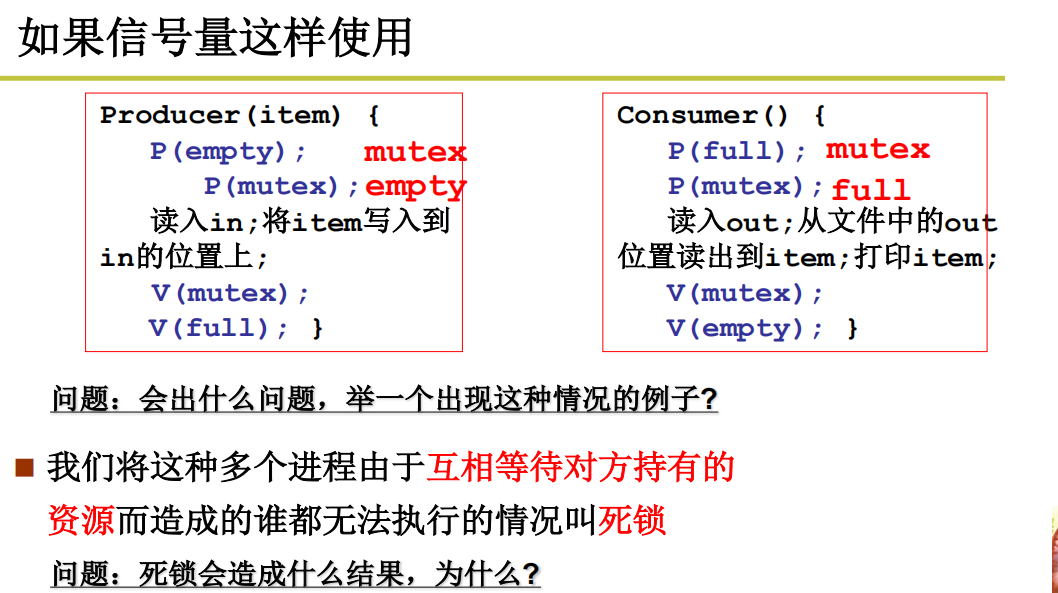 如果信号量这样使用
Producer(item) {
P(empty); mutex
P(mutex); empty
读入in;将item写入到
in的位置上;
V(mutex);
V(full); }
Consumer() {
P(full); mutex
P(mutex); full
读入out;从文件中的out
位置读出到item;打印item;
V(mutex);
V(empty); }
问题：会出什么问题，举一个出现这种情况的例子?
我们将这种多个进程由于互相等待对方持有的
资源而造成的谁都无法执行的情况叫死锁
问题：死锁会造成什么结果，为什么?